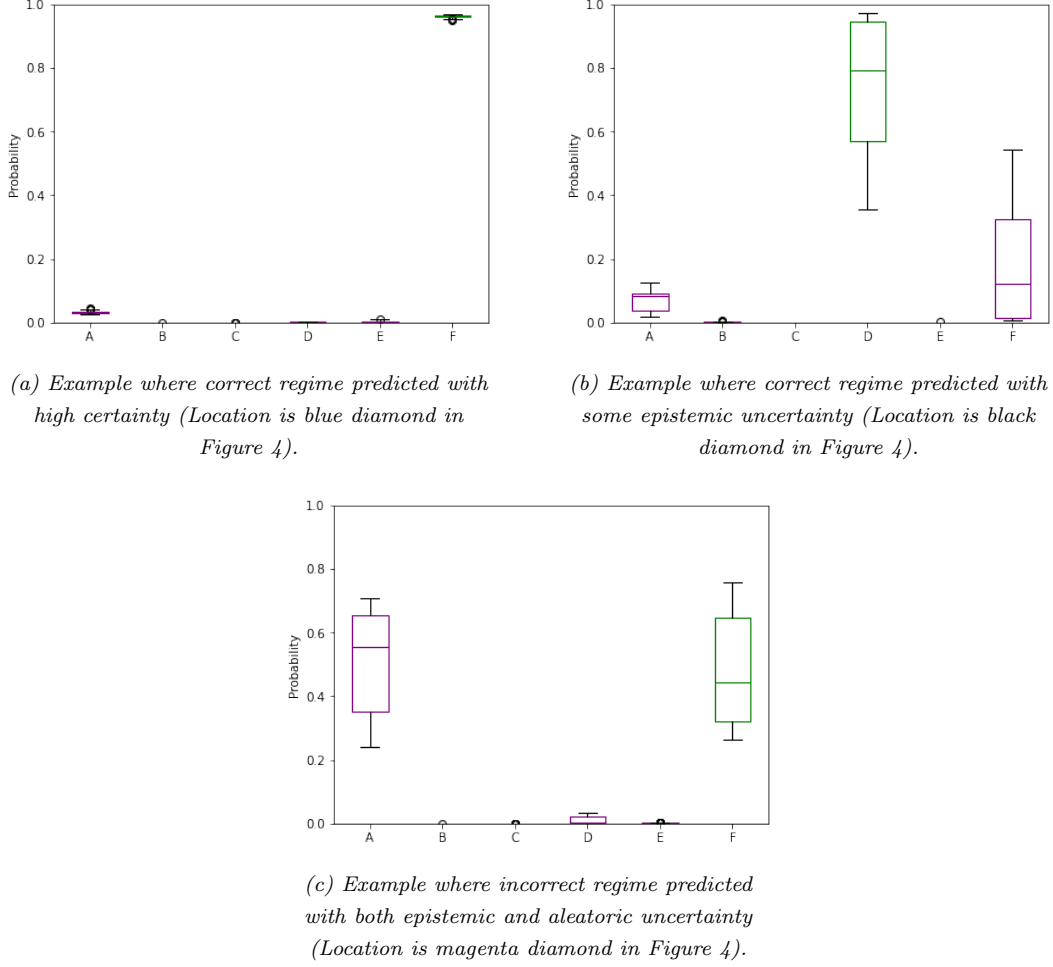 1.0
0.8
0.6
0.4
0.2
0.0
Probability
A B C D E F
(a) Example where correct regime predicted with
high certainty (Location is blue diamond in
Figure 4).
1.0
0.8
0.6
0.4
0.2
0.0
Probability
A B C D E F
(b) Example where correct regime predicted with
some epistemic uncertainty (Location is black
diamond in Figure 4).
1.0
0.8
0.6
0.4
0.2
0.0
Probability
A B C D E F
(c) Example where incorrect regime predicted
with both epistemic and aleatoric uncertainty
(Location is magenta diamond in Figure 4).